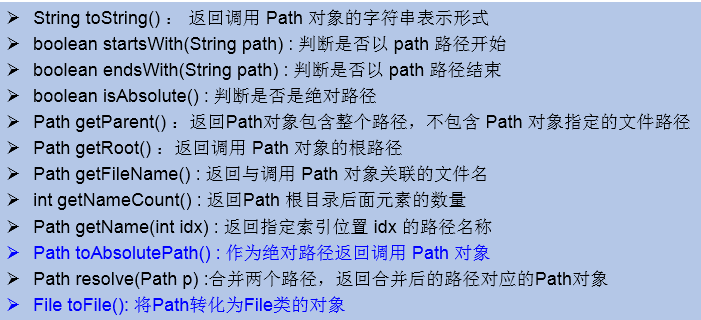 ➢ String toString() ： 返回调用 Path 对象的字符串表示形式
➢ boolean startsWith(String path) : 判断是否以 path 路径开始
➢ boolean endsWith(String path) : 判断是否以 path 路径结束
➢ boolean isAbsolute() : 判断是否是绝对路径
➢ Path getParent() ：返回Path对象包含整个路径，不包含 Path 对象指定的文件路径
➢ Path getRoot() ：返回调用 Path 对象的根路径
➢ Path getFileName() : 返回与调用 Path 对象关联的文件名
➢ int getNameCount() : 返回Path 根目录后面元素的数量
➢ Path getName(int idx) : 返回指定索引位置 idx 的路径名称
➢ Path toAbsolutePath() : 作为绝对路径返回调用 Path 对象
➢ Path resolve(Path p) :合并两个路径，返回合并后的路径对应的Path对象
➢ File toFile(): 将Path转化为File类的对象